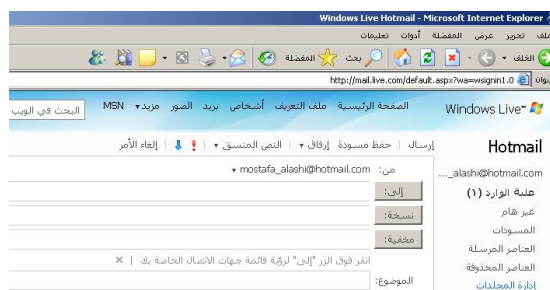 Windows Live Hotmail - Microsoft Internet Explorer
ملف تحرير عرض المفضلة أدوات تعليمات
الخلف بحث المفضلة
http://mail.live.com/default.aspx?wa=wsignin1.0
Windows Live™ الصفحة الرئيسية ملف التعريف أشخاص بريد الصور مزيد MSN البحث في الويب
Hotmail
إرسال | حفظ مسودة إرفاق | النص المنسق | إلغاء الأمر
..._alashi@hotmail.com
من: mostafa_alashi@hotmail.com
علبة الوارد (١)
إلى:
غير هام
نسخة:
المسودات
مخفية:
العناصر المرسلة
انقر فوق الزر "إلى" لرؤية قائمة جهات الاتصال الخاصة بك | ×
العناصر المحذوفة
الموضوع:
إدارة المجلدات